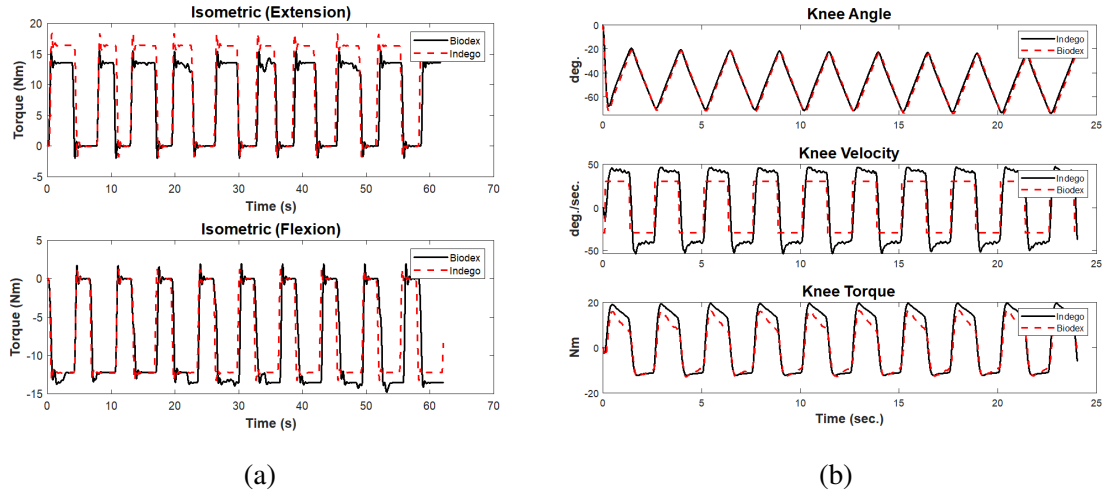 Isometric (Extension)
Torque (Nm)
20
15
10
5
0
-5
Biodex
Indego
0 10 20 30 40 50 60 70
Time (s)
Isometric (Flexion)
Torque (Nm)
5
0
-5
-10
-15
Biodex
Indego
0 10 20 30 40 50 60 70
Time (s)
(a)
Knee Angle
deg.
0
-20
-40
-60
Indego
Biodex
0 5 10 15 20 25
Knee Velocity
deg./sec.
50
0
-50
Indego
Biodex
0 5 10 15 20 25
Knee Torque
Nm
20
0
-20
Indego
Biodex
0 5 10 15 20 25
Time (sec.)
(b)